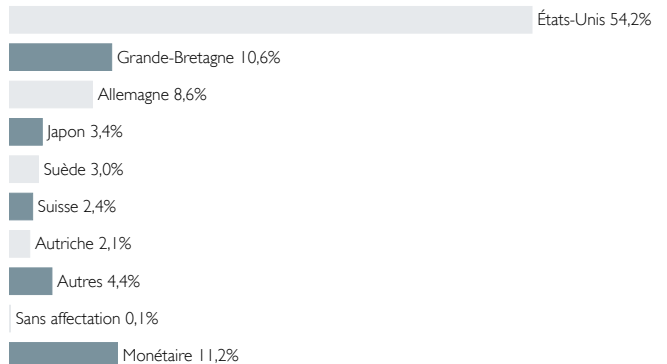 États-Unis 54,2%
Grande-Bretagne 10,6%
Allemagne 8,6%
Japon 3,4%
Suède 3,0%
Suisse 2,4%
Autriche 2,1%
Autres 4,4%
Sans affectation 0,1%
Monétaire 11,2%